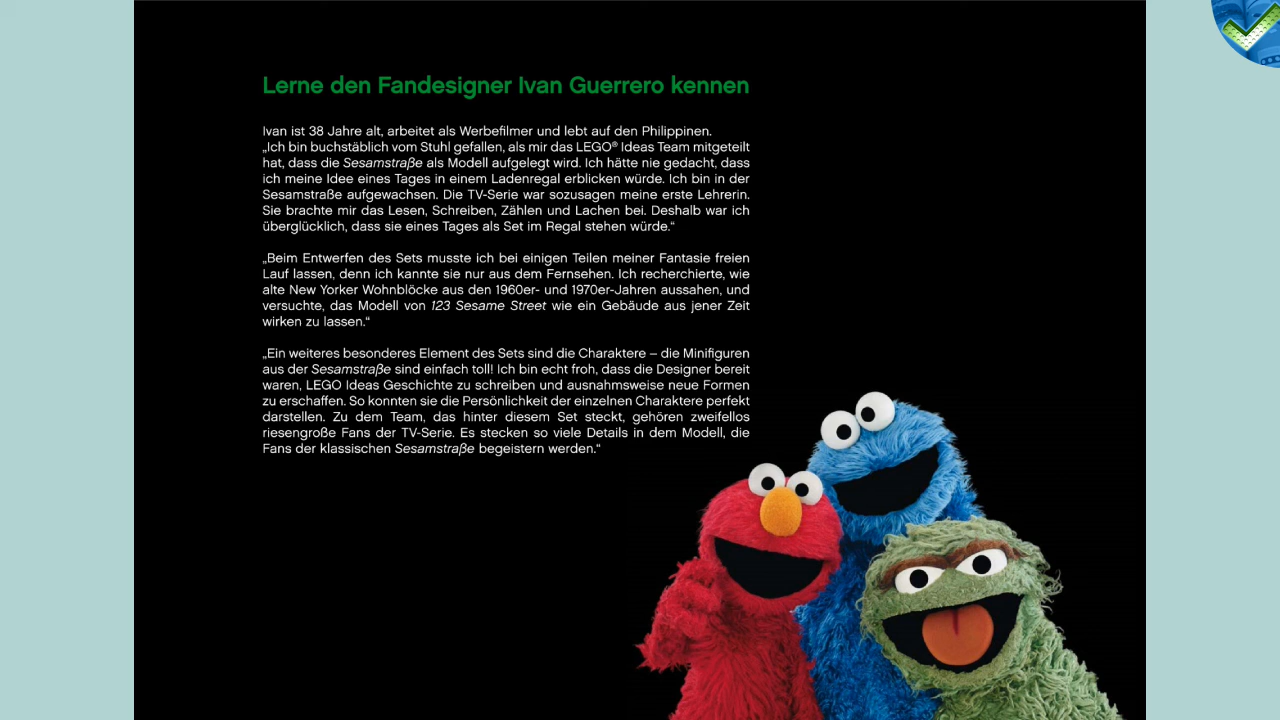 Lerne den Fandesigner Ivan Guerrero kennen
Ivan ist 38 Jahre alt, arbeitet als Werbefilmer und lebt auf den Philippinen.
„Ich bin buchstäblich vom Stuhl gefallen, als mir das LEGO® Ideas Team mitgeteilt
hat, dass die Sesamstraße als Modell aufgelegt wird. Ich hätte nie gedacht, dass
ich meine Idee eines Tages in einem Ladenregal erblicken würde. Ich bin in der
Sesamstraße aufgewachsen. Die TV-Serie war sozusagen meine erste Lehrerin.
Sie brachte mir das Lesen, Schreiben, Zählen und Lachen bei. Deshalb war ich
überglücklich, dass sie eines Tages als Set im Regal stehen würde.“
„Beim Entwerfen des Sets musste ich bei einigen Teilen meiner Fantasie freien
Lauf lassen, denn ich kannte sie nur aus dem Fernsehen. Ich recherchierte, wie
alte New Yorker Wohnblöcke aus den 1960er- und 1970er-Jahren aussahen, und
versuchte, das Modell von 123 Sesame Street wie ein Gebäude aus jener Zeit
wirken zu lassen.“
„Ein weiteres besonderes Element des Sets sind die Charaktere – die Minifiguren
aus der Sesamstraße sind einfach toll! Ich bin echt froh, dass die Designer bereit
waren, LEGO Ideas Geschichte zu schreiben und ausnahmsweise neue Formen
zu erschaffen. So konnten sie die Persönlichkeit der einzelnen Charaktere perfekt
darstellen. Zu dem Team, das hinter diesem Set steckt, gehören zweifellos
riesengroße Fans der TV-Serie. Es stecken so viele Details in dem Modell, die
Fans der klassischen Sesamstraße begeistern werden.“